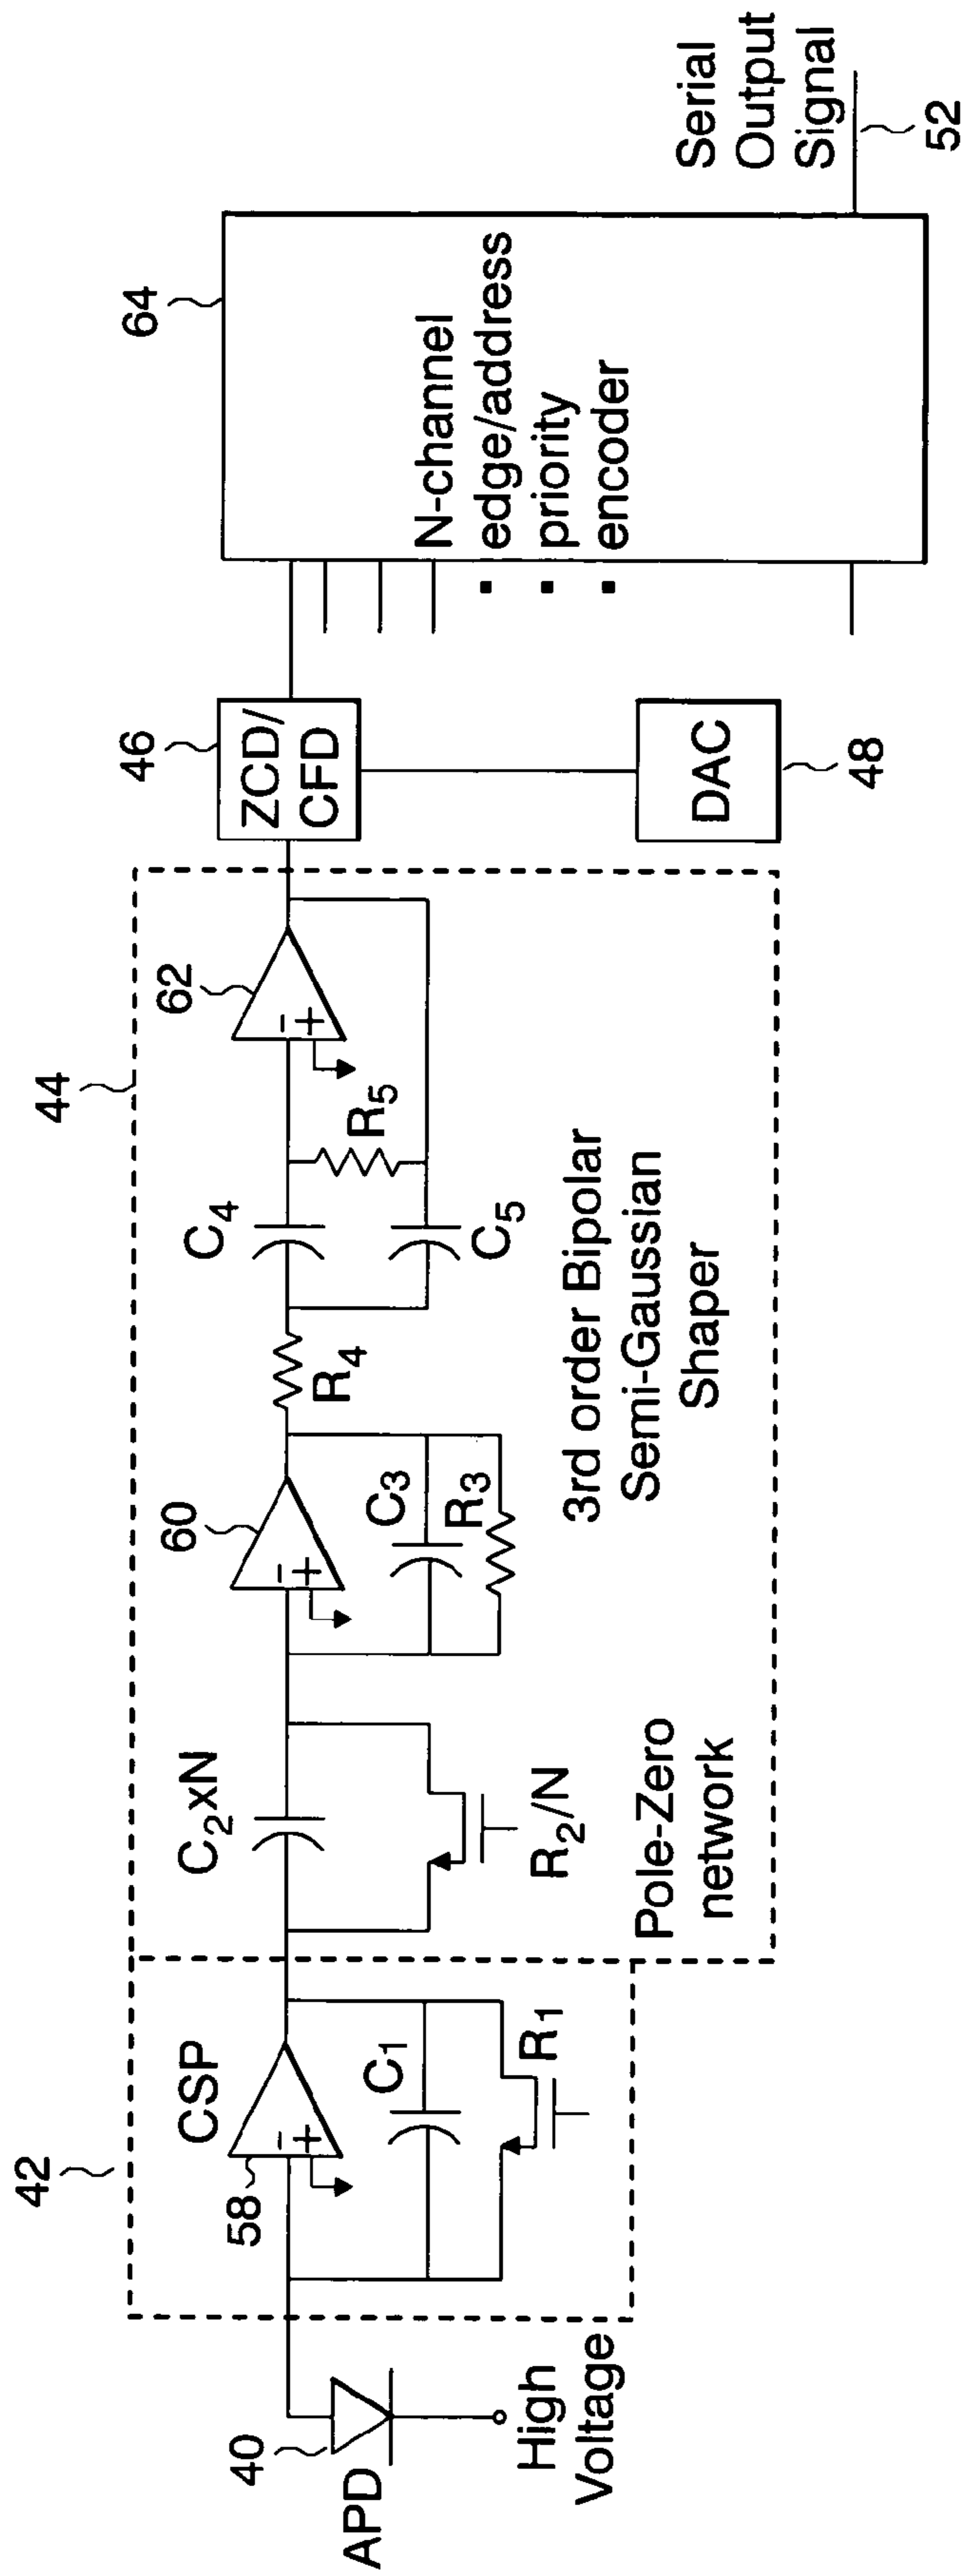 42
44
CSP
58
C1
R1
40
APD
High
Voltage
C2xN
R2/N
Pole-Zero
network
60
C3
R3
R4
C4
C5
R5
62
3rd order Bipolar
Semi-Gaussian
Shaper
46
ZCD/
CFD
DAC
48
64
N-channel
edge/address
priority
encoder
Serial
Output
Signal
52
- +
- +
- +